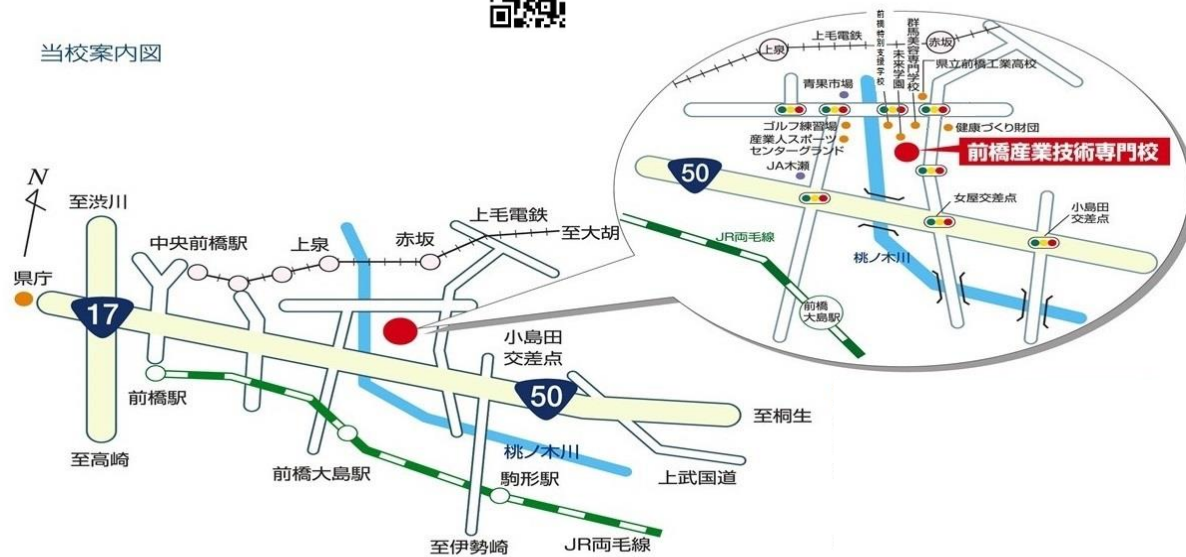 当校案内図
N
至渋川
県庁
17
中央前橋駅
上泉
赤坂
上毛電鉄
至大胡
小島田
交差点
50
至桐生
前橋駅
至高崎
前橋大島駅
桃ノ木川
駒形駅
上武国道
至伊勢崎
JR両毛線
上泉
上毛電鉄
赤坂
前橋特別支援学校
未来学園
群馬美容専門学校
県立前橋工業高校
青果市場
ゴルフ練習場
産業人スポーツ
センターグランド
JA木瀬
健康づくり財団
前橋産業技術専門校
50
女屋交差点
小島田
交差点
JR両毛線
桃ノ木川
前橋
大島駅